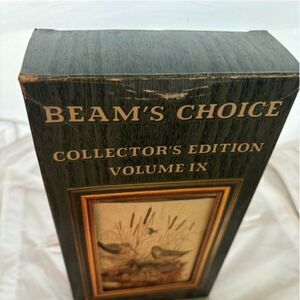 BEAM'S CHOICE
COLLECTOR'S EDITION
VOLUME IX